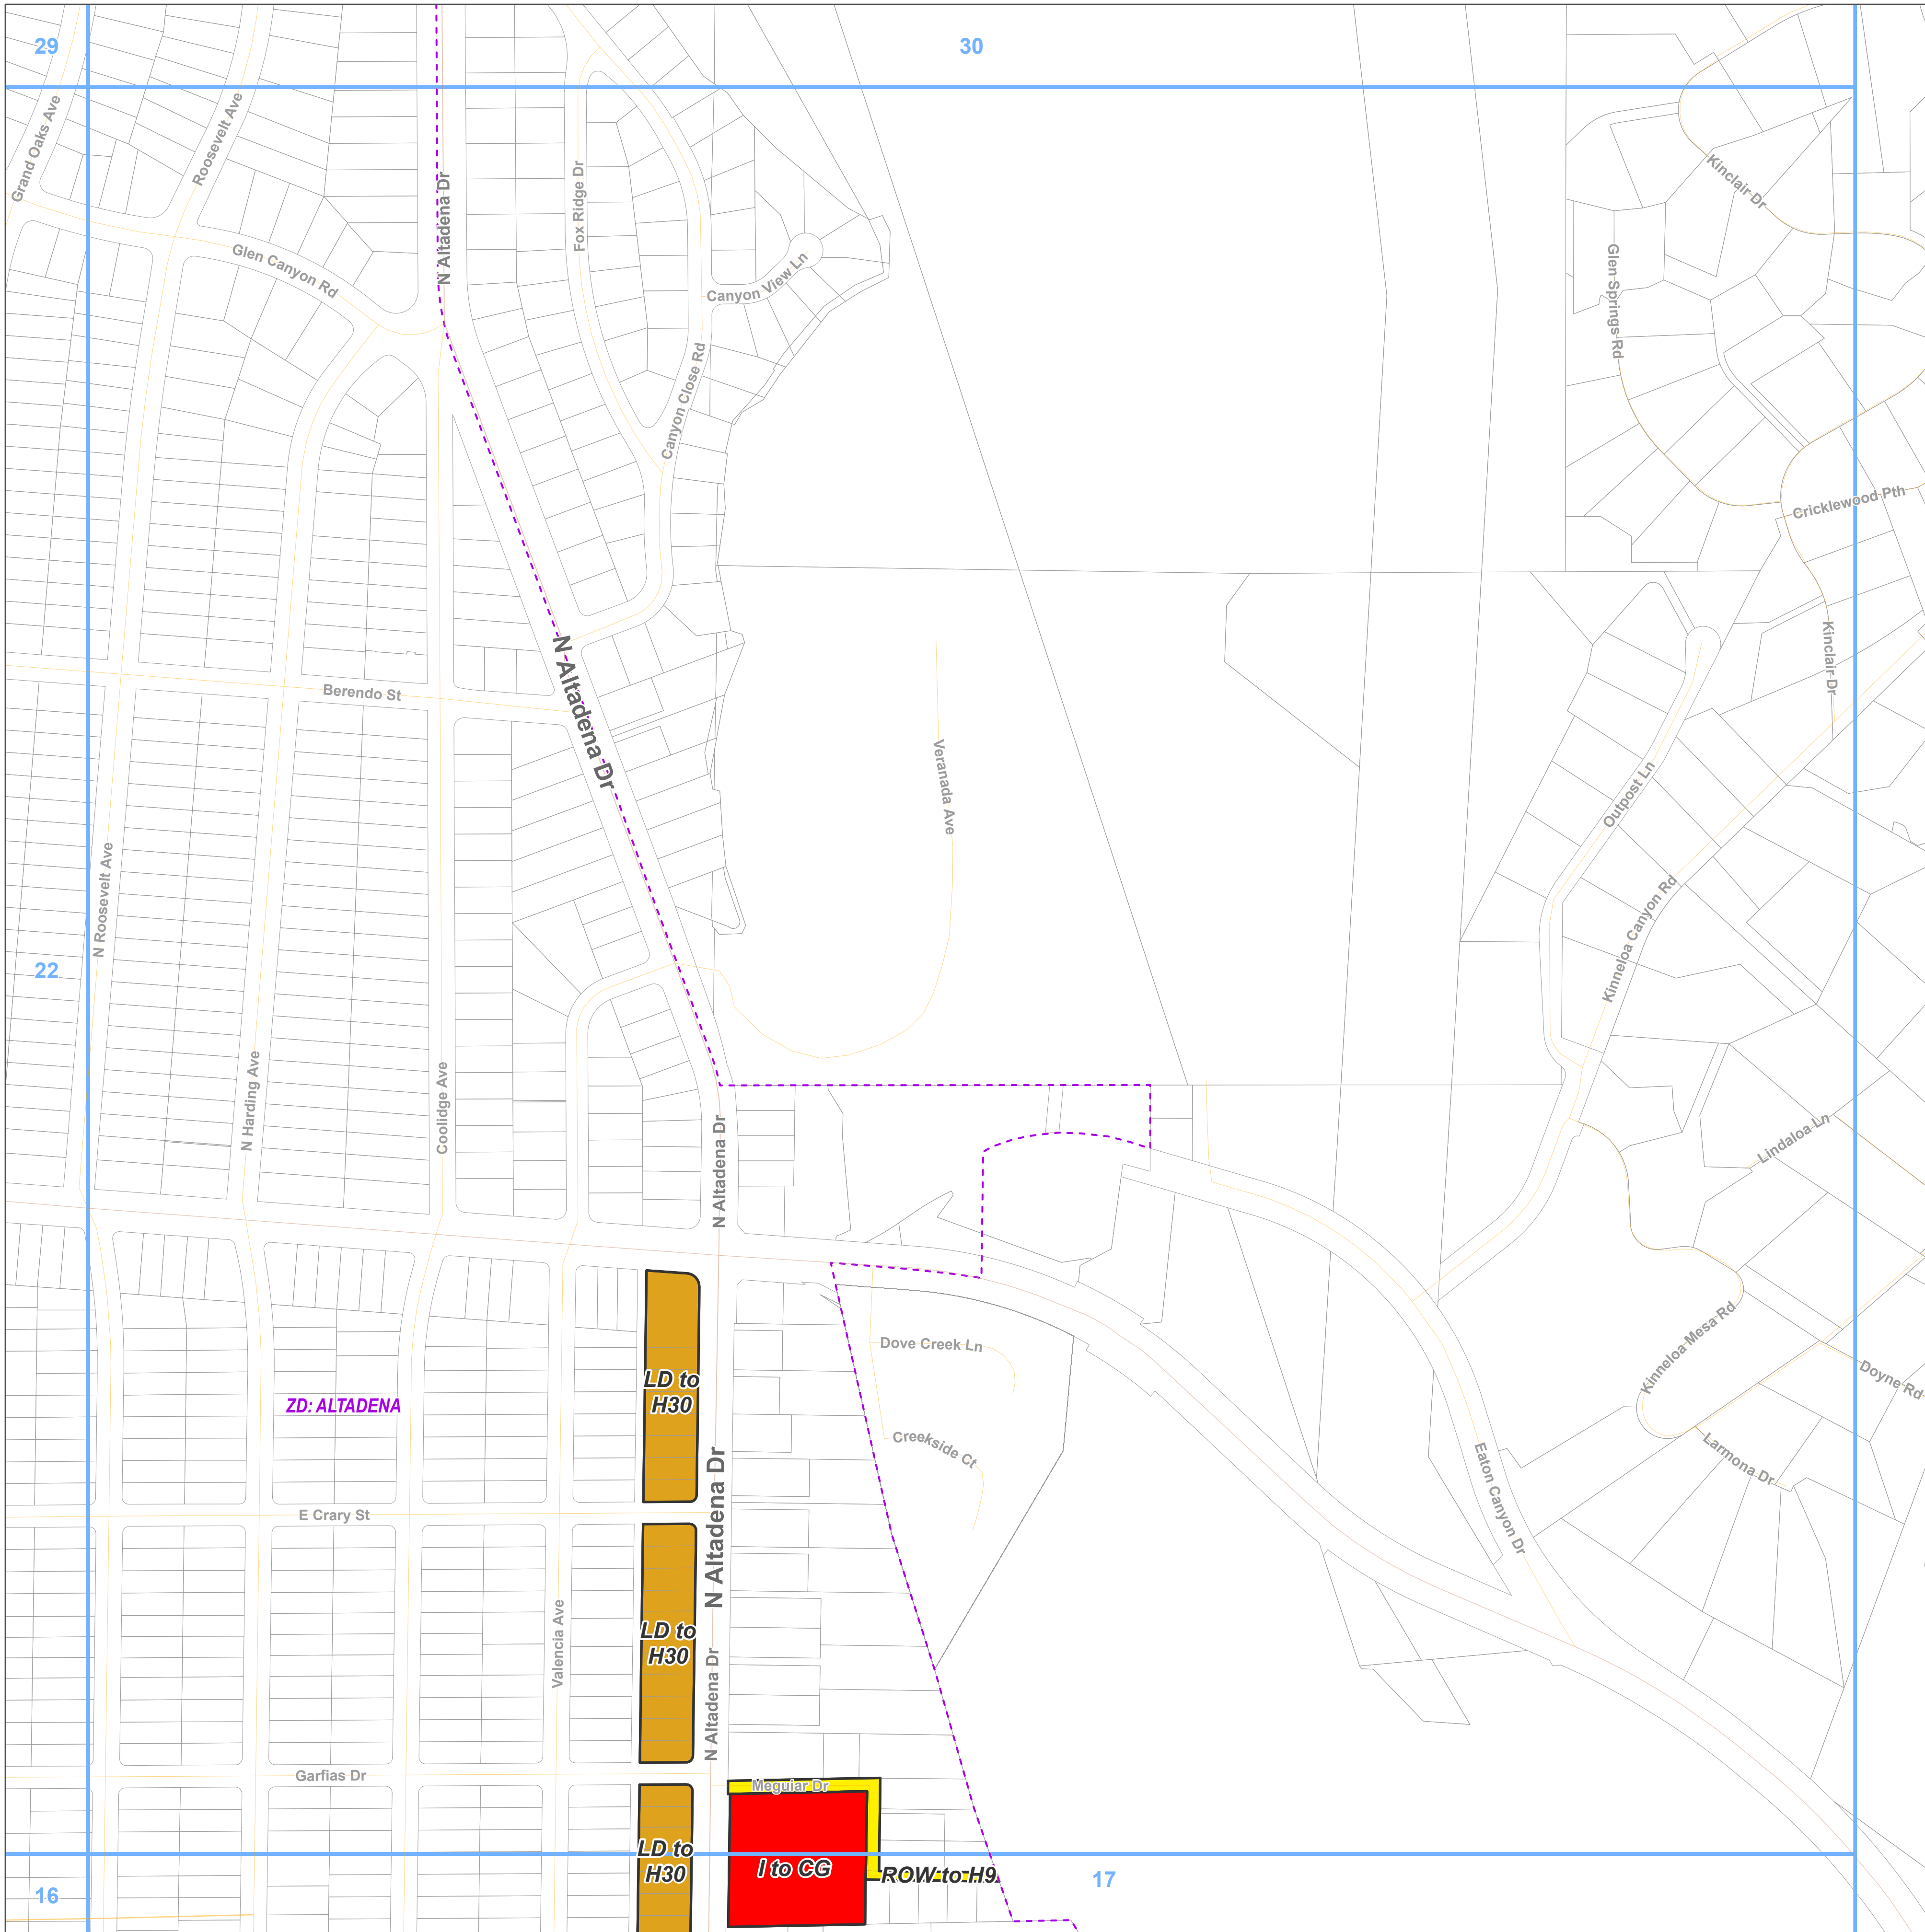 29
30
Grand Oaks Ave
Roosevelt Ave
Glen Canyon Rd
N Altadena Dr
Fox Ridge Dr
Canyon View Ln
Canyon Close Rd
Kinclair Dr
Glen Springs Rd
Cricklewood Pth
Kinclair Dr
Berendo St
N Altadena Dr
Veranada Ave
Outpost Ln
N Roosevelt Ave
Kinneloa Canyon Rd
22
N Harding Ave
Coolidge Ave
N Altadena Dr
Lindaloa Ln
Dove Creek Ln
Kinneloa Mesa Rd
Doyne Rd
LD to
H30
ZD: ALTADENA
Creekside Ct
Larmona Dr
N Altadena Dr
Eaton Canyon Dr
E Crary St
LD to
H30
Valencia Ave
N Altadena Dr
Garfias Dr
Meguiar Dr
LD to
H30
I to CG
ROW to H9
16
17